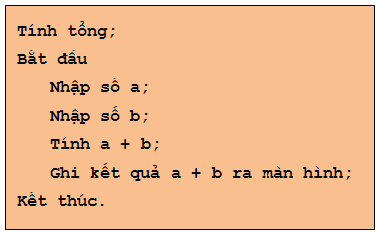 Tính tổng;
Bắt đầu
Nhập số a;
Nhập số b;
Tính a + b;
Ghi kết quả a + b ra màn hình;
Kết thúc.